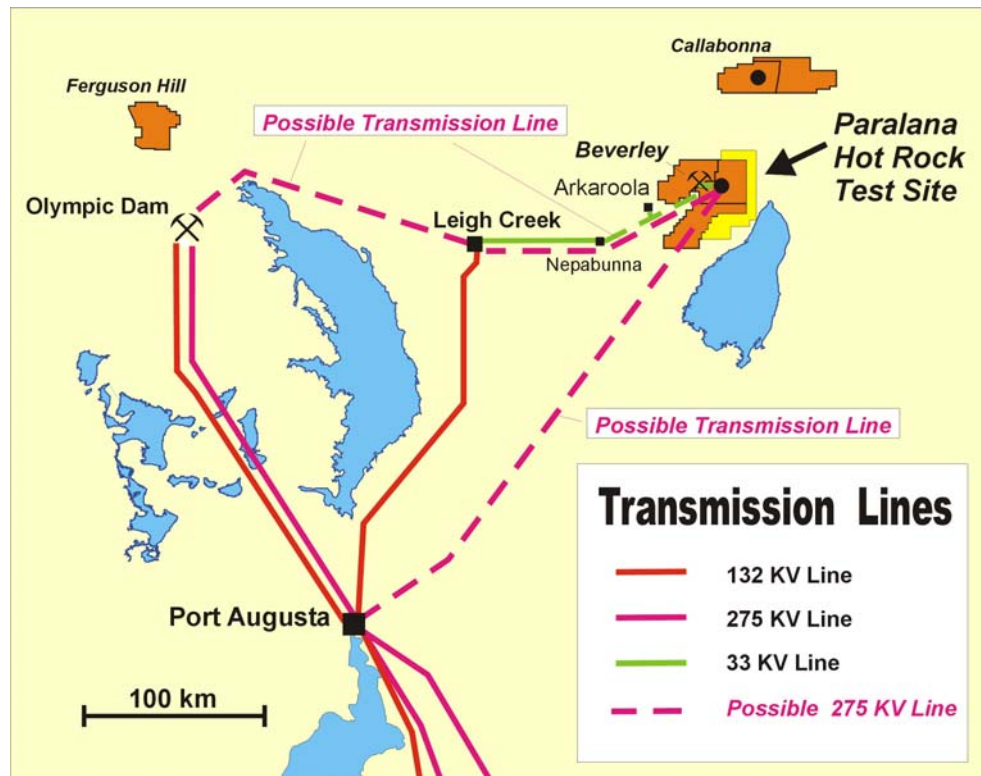 Callabonna
Ferguson Hill
Possible Transmission Line
Paralana
Hot Rock
Test Site
Beverley
Arkaroola
Olympic Dam
Leigh Creek
Nepabunna
Possible Transmission Line
Transmission Lines
132 KV Line
275 KV Line
33 KV Line
Possible 275 KV Line
Port Augusta
100 km